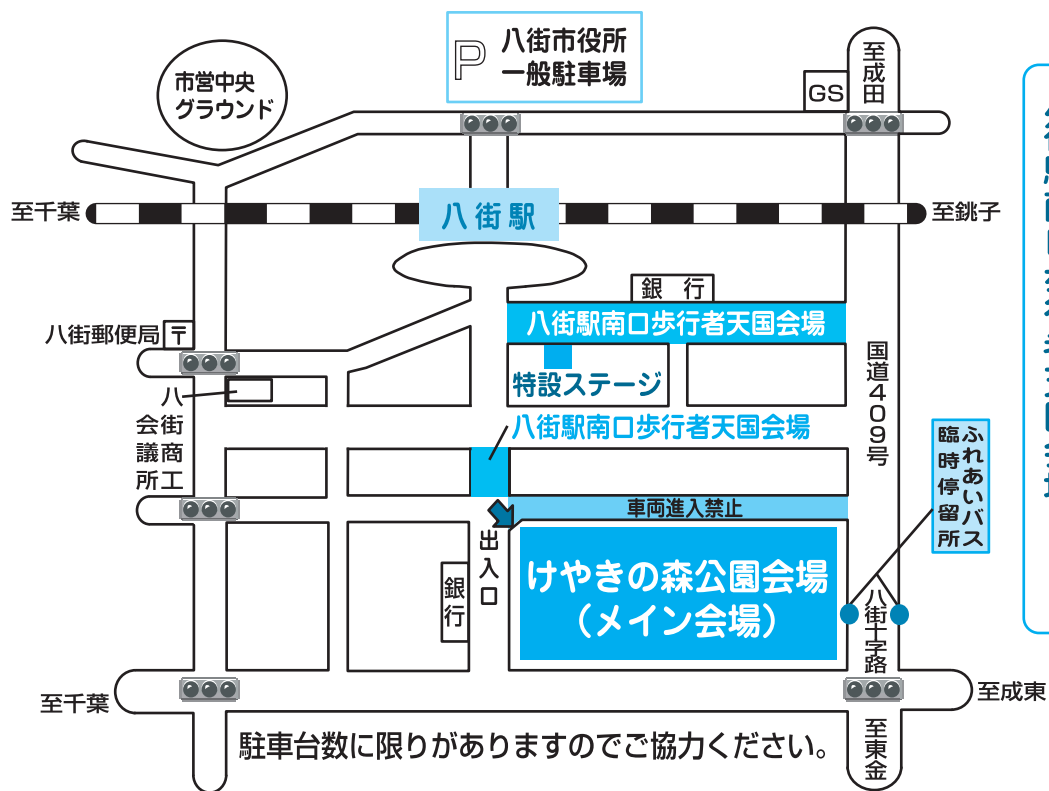 八街市役所
P 一般駐車場
市営中央
グラウンド
GS
至成田
至千葉
八街駅
至銚子
銀 行
八街駅南口歩行者天国会場
八街郵便局 〒
特設ステージ
国道409号
八街商工
会議所
八街駅南口歩行者天国会場
ふれあいバス
臨時停留所
車両進入禁止
出入口
けやきの森公園会場
（メイン会場）
銀行
八街十字路
至千葉
至成東
至東金
駐車台数に限りがありますのでご協力ください。